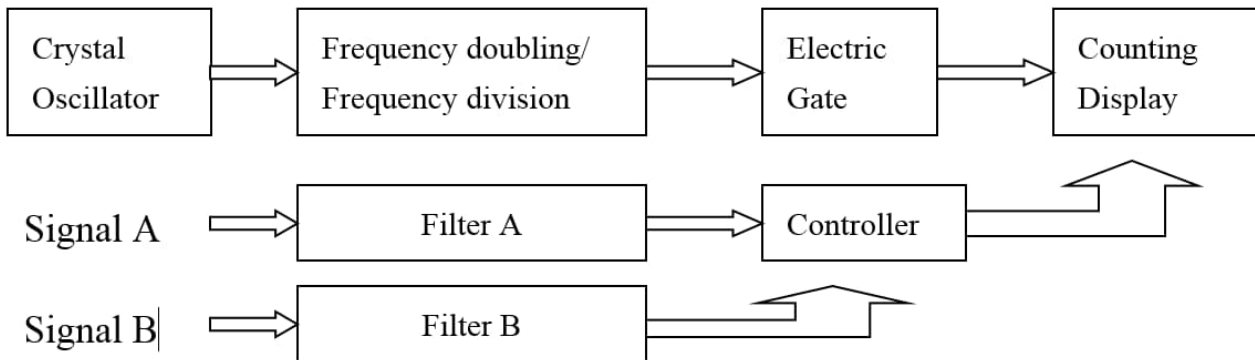 Crystal
Oscillator
Frequency doubling/
Frequency division
Electric
Gate
Counting
Display
Signal A
Filter A
Controller
Signal B
Filter B